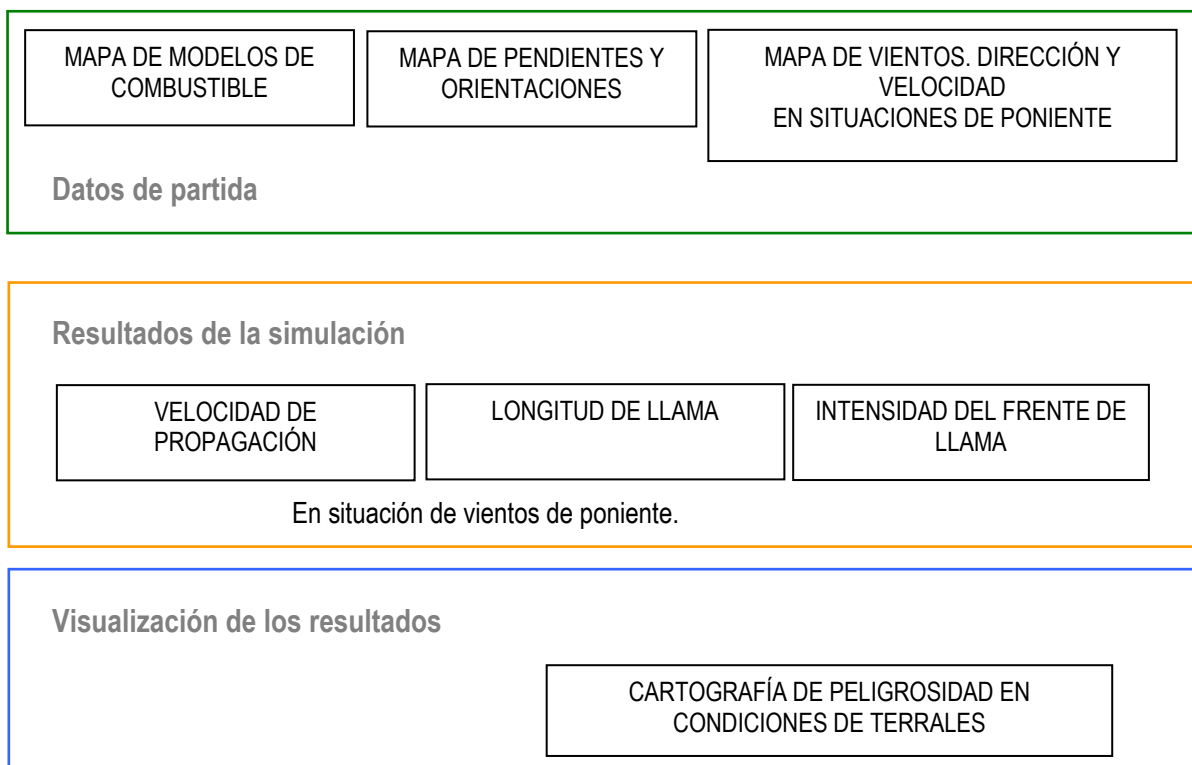 MAPA DE MODELOS DE
COMBUSTIBLE
MAPA DE PENDIENTES Y
ORIENTACIONES
MAPA DE VIENTOS. DIRECCIÓN Y
VELOCIDAD
EN SITUACIONES DE PONIENTE
Datos de partida
Resultados de la simulación
VELOCIDAD DE
PROPAGACIÓN
LONGITUD DE LLAMA
INTENSIDAD DEL FRENTE DE
LLAMA
En situación de vientos de poniente.
Visualización de los resultados
CARTOGRAFÍA DE PELIGROSIDAD EN
CONDICIONES DE TERRALES